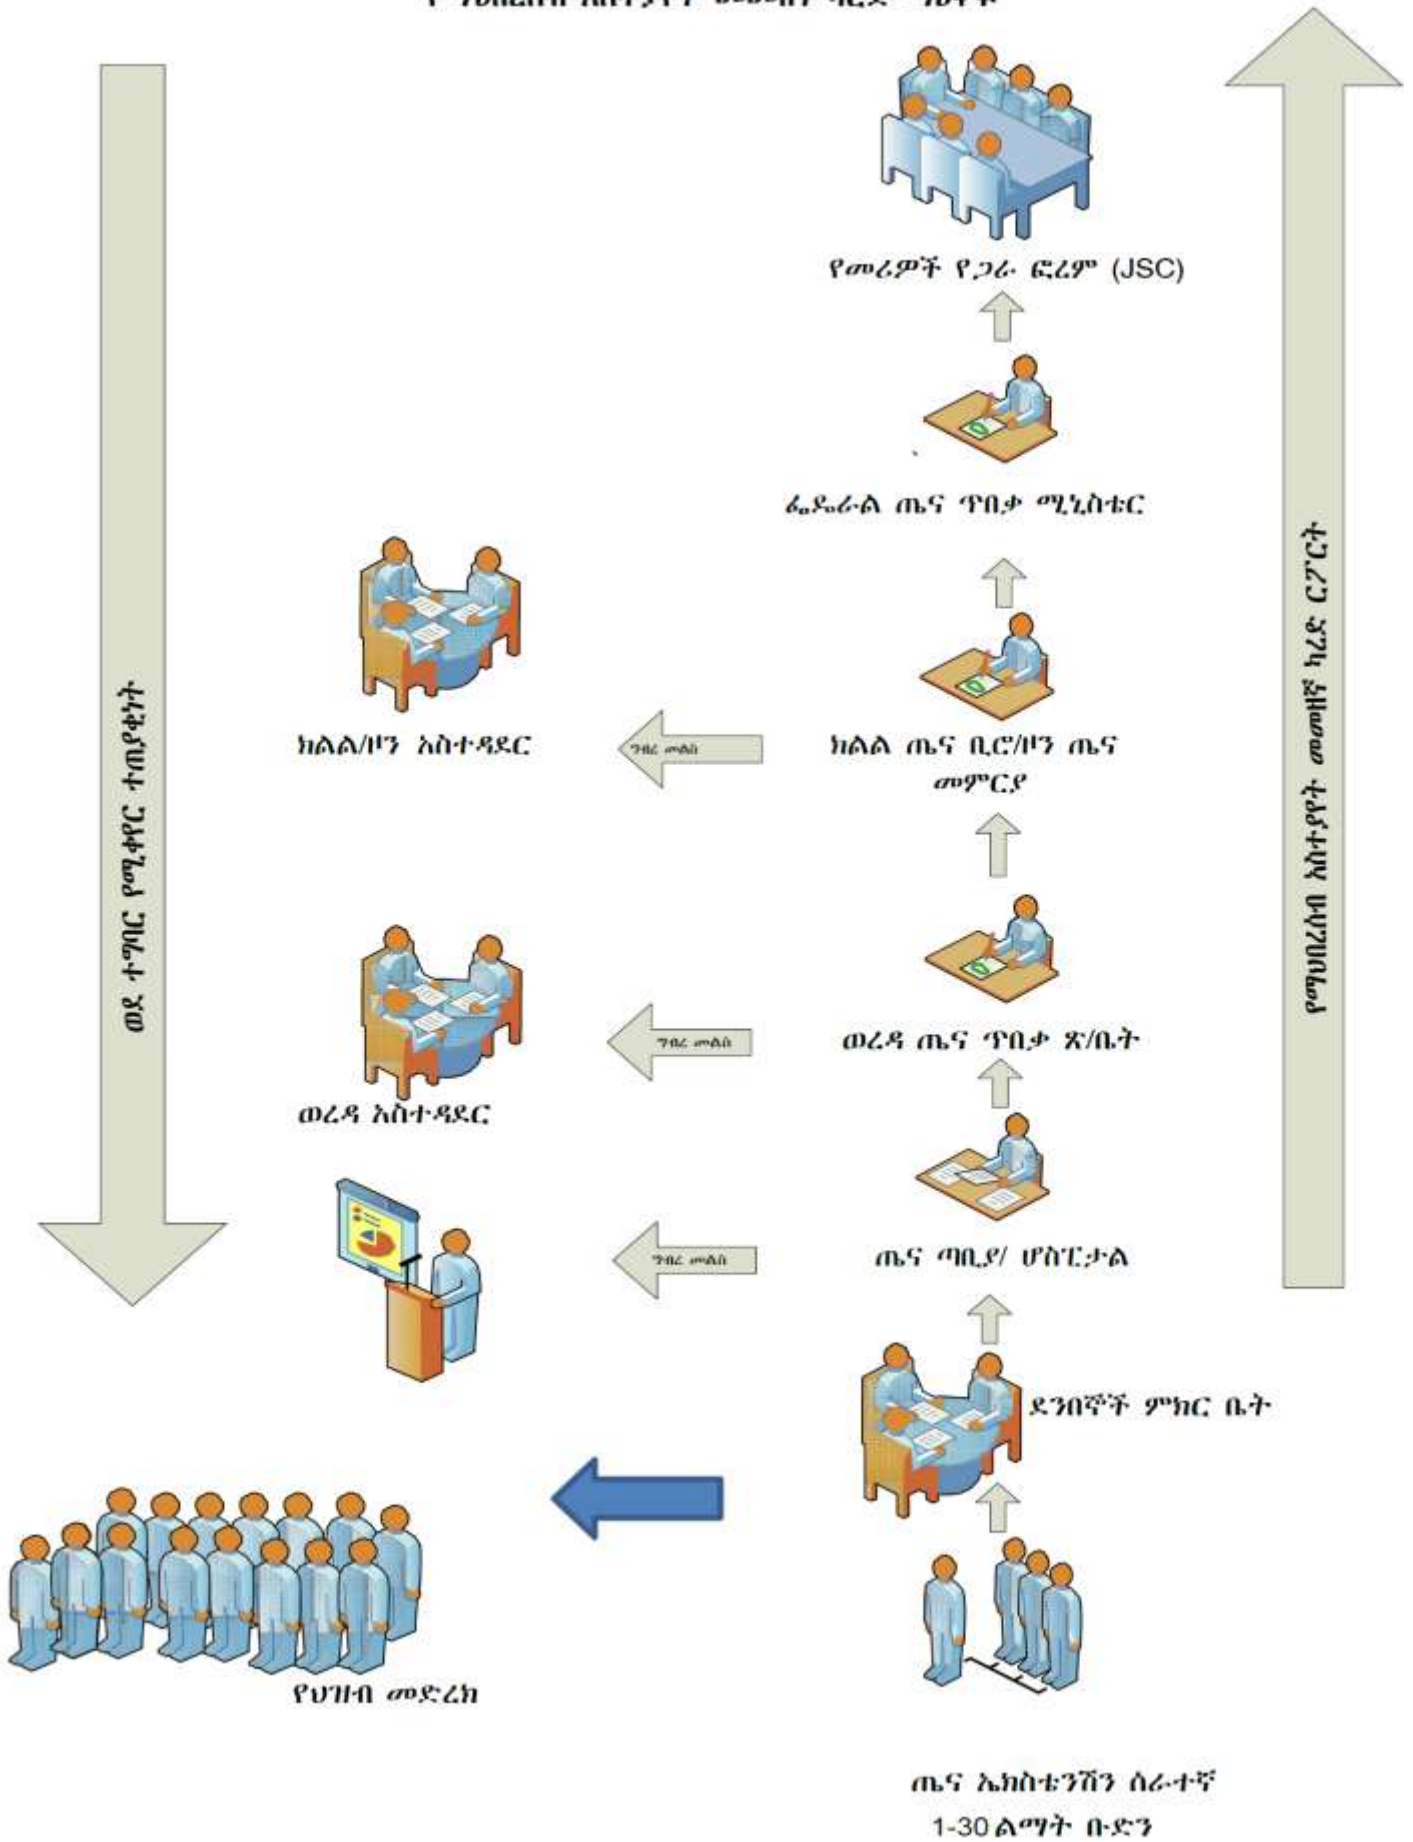 የመሪዎች የጋራ ፎረም (JSC)
ፌዴራል ጤና ጥበቃ ሚኒስቴር
ክልል/ዞን አስተዳደር
ግብረ መልስ
ክልል ጤና ቢሮ/ዞን ጤና
መምርያ
ወደ ተግባር የሚቀየር ተጠያቂነት
የማህበረሰብ አስተያየት መመዘኛ ካረድ ርፖርት
ወረዳ አስተዳደር
ግብረ መልስ
ወረዳ ጤና ጥበቃ ጽ/ቤት
ግብረ መልስ
ጤና ጣቢያ/ ሆስፒታል
ደንበኞች ምክር ቤት
የህዝብ መድረክ
ጤና ኤክስቴንሽን ሰራተኛ
1-30 ልማት ቡድን